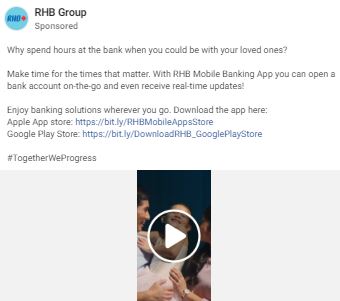 RHB
RHB Group
Sponsored
Why spend hours at the bank when you could be with your loved ones?
Make time for the times that matter. With RHB Mobile Banking App you can open a
bank account on-the-go and even receive real-time updates!
Enjoy banking solutions wherever you go. Download the app here:
Apple App store: https://bit.ly/RHBMobileAppsStore
Google Play Store: https://bit.ly/DownloadRHB_GooglePlayStore
#TogetherWeProgress